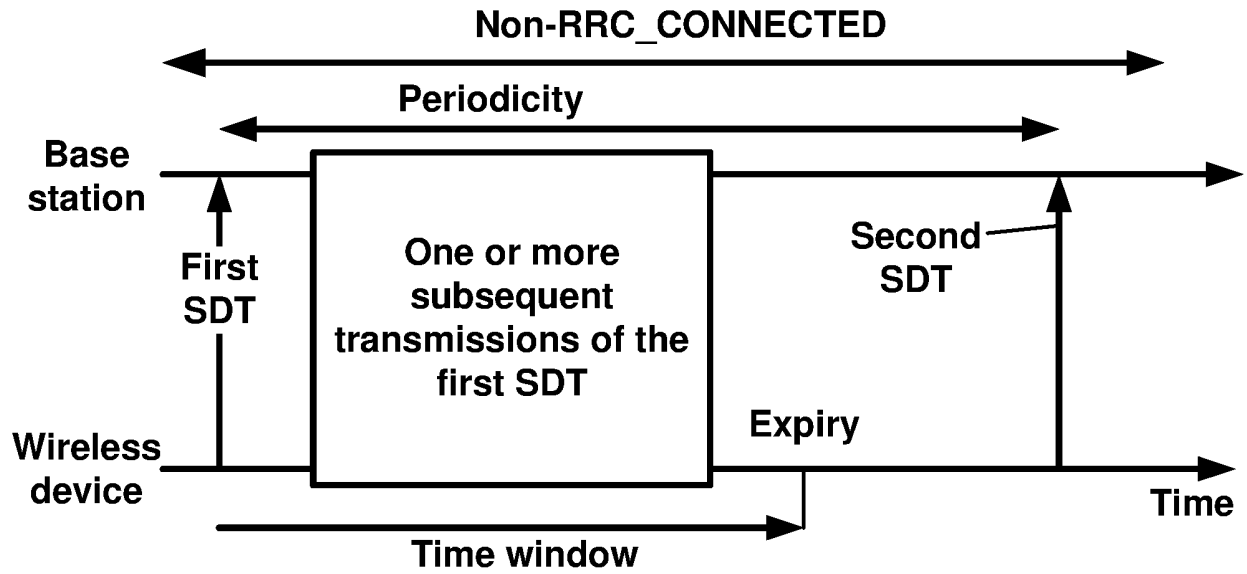 Non-RRC_CONNECTED
Periodicity
Base
station
First
SDT
One or more
subsequent
transmissions of the
first SDT
Second
SDT
Expiry
Wireless
device
Time
Time window